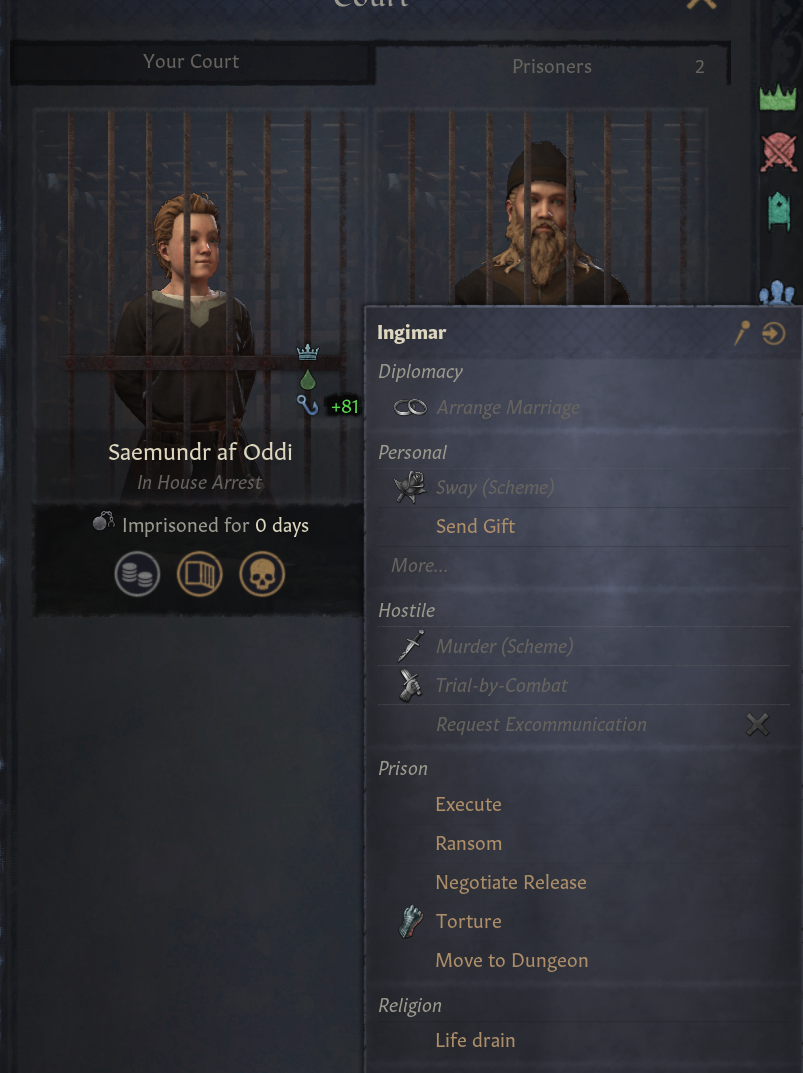 Court
Your Court
Prisoners 2
+81
Saemundr af Oddi
In House Arrest
Imprisoned for 0 days
Ingimar
Diplomacy
Arrange Marriage
Personal
Sway (Scheme)
Send Gift
More...
Hostile
Murder (Scheme)
Trial-by-Combat
Request Excommunication
Prison
Execute
Ransom
Negotiate Release
Torture
Move to Dungeon
Religion
Life drain